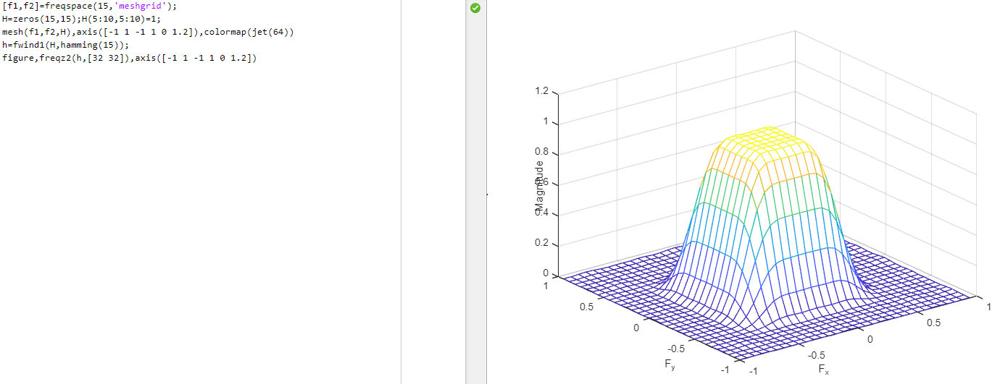 [f1,f2]=freqspace(15,'meshgrid');
H=zeros(15,15);H(5:10,5:10)=1;
mesh(f1,f2,H),axis([-1 1 -1 1 0 1.2]),colormap(jet(64))
h=fwind1(H,hamming(15));
figure,freqz2(h,[32 32]),axis([-1 1 -1 1 0 1.2])
1.2
1
0.8
0.6
0.4
0.2
0
Magnitude
1
0.5
0
-0.5
-1
F_y
-1
-0.5
0
0.5
1
F_x